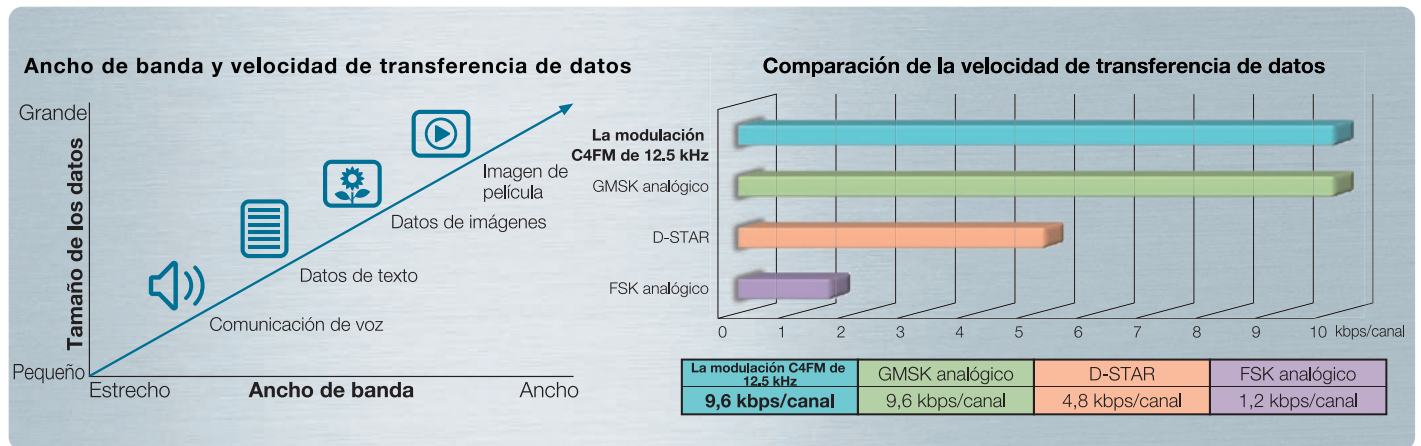 Ancho de banda y velocidad de transferencia de datos
Grande
Tamaño de los datos
Pequeño
Imagen de
película
Datos de imágenes
Datos de texto
Comunicación de voz
Estrecho
Ancho de banda
Ancho
Comparación de la velocidad de transferencia de datos
La modulación
C4FM de 12.5 kHz
GMSK analógico
D-STAR
FSK analógico
0 1 2 3 4 5 6 7 8 9 10 kbps/canal
La modulación C4FM de
12.5 kHz
GMSK analógico
D-STAR
FSK analógico
9,6 kbps/canal
9,6 kbps/canal
4,8 kbps/canal
1,2 kbps/canal